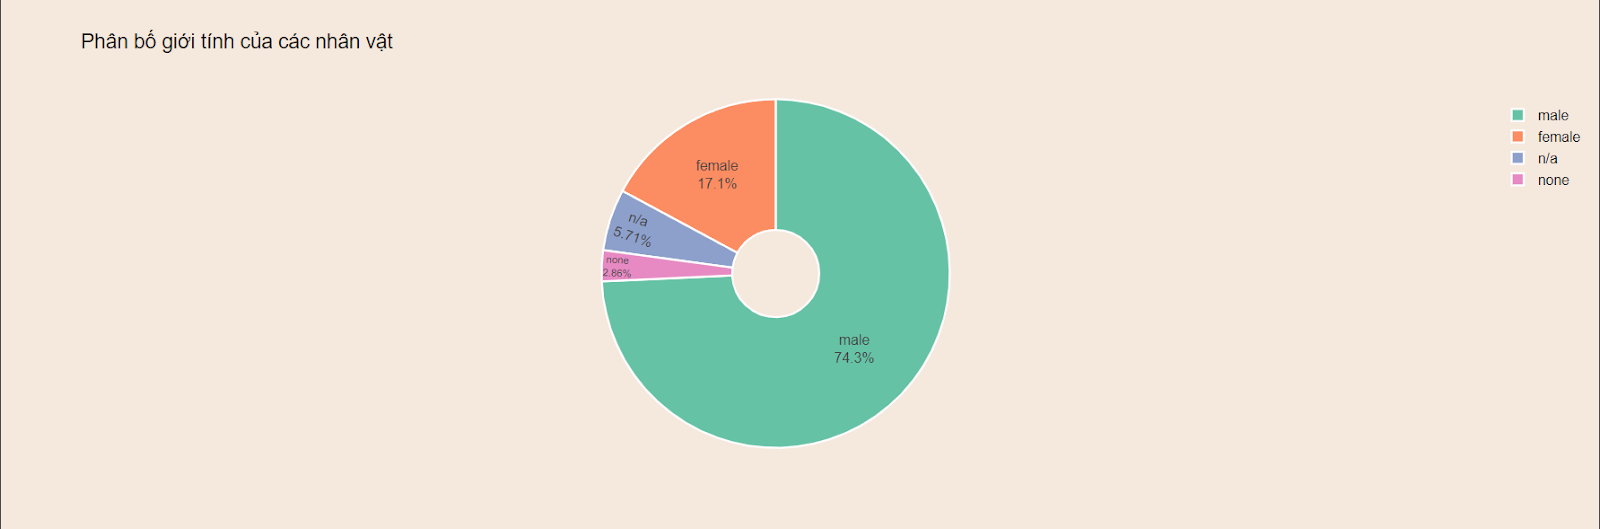 Phân bố giới tính của các nhân vật
male
female
n/a
none
female
17.1%
n/a
5.71%
none
2.86%
male
74.3%